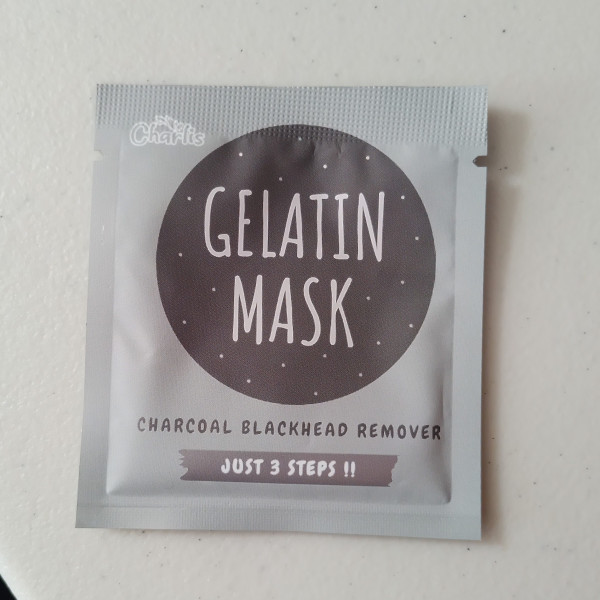 Charlis
GELATIN
MASK
CHARCOAL BLACKHEAD REMOVER
JUST 3 STEPS !!